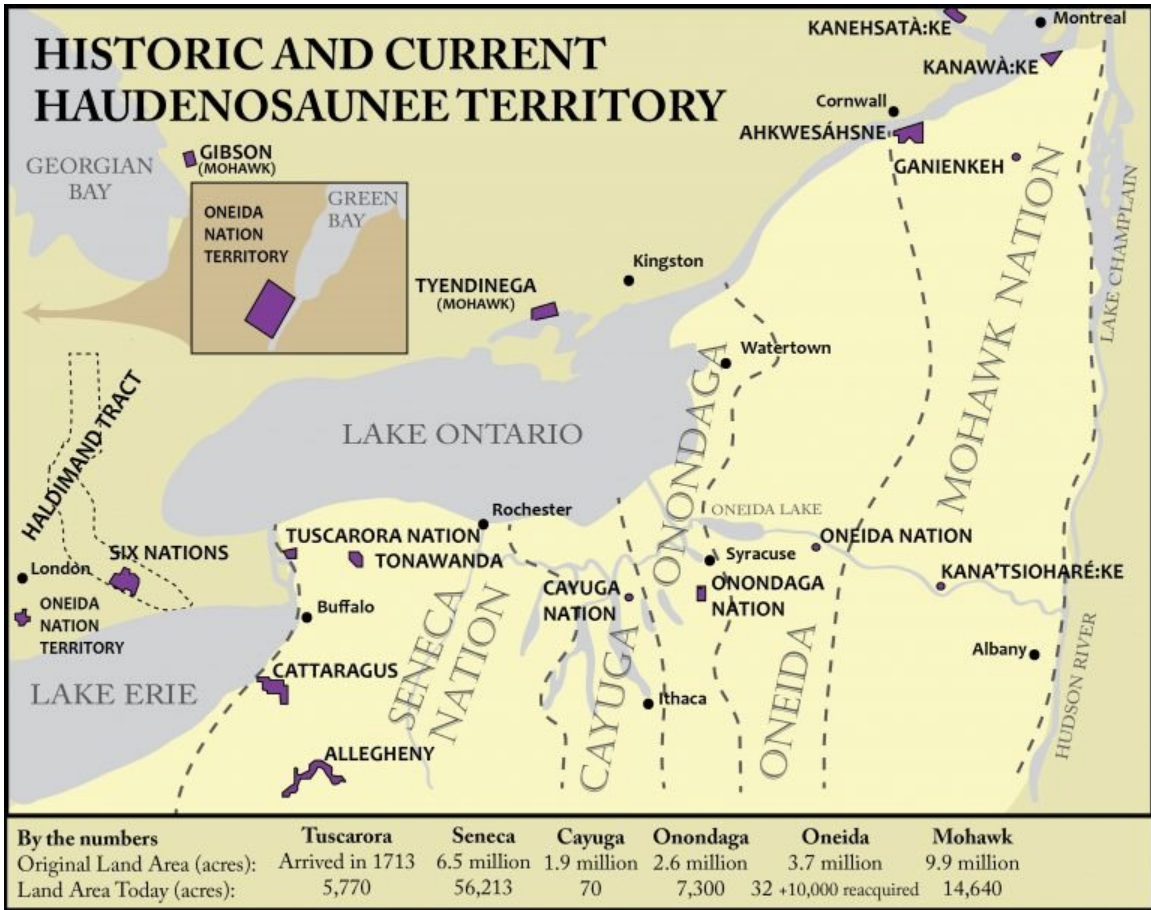 HISTORIC AND CURRENT
HAUDENOSAUNEE TERRITORY
KANEHSATÀ:KE
Montreal
KANAWÀ:KE
Cornwall
AHKWESÁHSNE
GANIENKEH
GEORGIAN
BAY
GIBSON
(MOHAWK)
ONEIDA
NATION
TERRITORY
GREEN
BAY
TYENDINEGA
(MOHAWK)
Kingston
Watertown
MOHAWK NATION
LAKE CHAMPLAIN
HALDIMAND TRACT
LAKE ONTARIO
ONONDAGA
Rochester
ONEIDA LAKE
TUSCARORA NATION
TONAWANDA
SIX NATIONS
London
ONEIDA
NATION
TERRITORY
Buffalo
CAYUGA
NATION
Syracuse
ONONDAGA
NATION
ONEIDA NATION
KANA'TSIOHARÉ:KE
Albany
HUDSON RIVER
LAKE ERIE
CATTARAGUS
SENECA
NATION
CAYUGA
Ithaca
ONEIDA
ALLEGHENY
By the numbers Tuscarora Seneca Cayuga Onondaga Oneida Mohawk
Original Land Area (acres): Arrived in 1713 6.5 million 1.9 million 2.6 million 3.7 million 9.9 million
Land Area Today (acres): 5,770 56,213 70 7,300 32 +10,000 reacquired 14,640